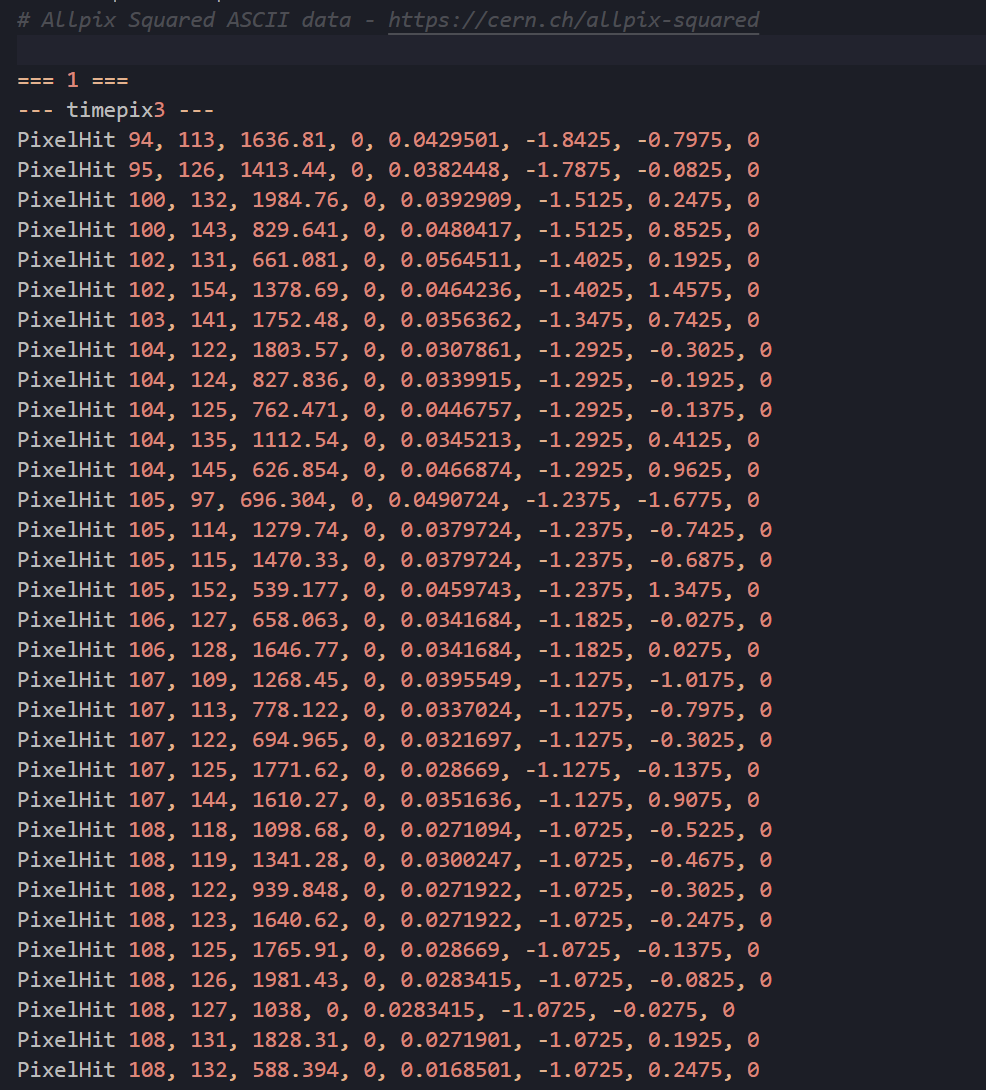 # Allpix Squared ASCII data - https://cern.ch/allpix-squared
=== 1 ===
--- timepix3 ---
PixelHit 94, 113, 1636.81, 0, 0.0429501, -1.8425, -0.7975, 0
PixelHit 95, 126, 1413.44, 0, 0.0382448, -1.7875, -0.0825, 0
PixelHit 100, 132, 1984.76, 0, 0.0392909, -1.5125, 0.2475, 0
PixelHit 100, 143, 829.641, 0, 0.0480417, -1.5125, 0.8525, 0
PixelHit 102, 131, 661.081, 0, 0.0564511, -1.4025, 0.1925, 0
PixelHit 102, 154, 1378.69, 0, 0.0464236, -1.4025, 1.4575, 0
PixelHit 103, 141, 1752.48, 0, 0.0356362, -1.3475, 0.7425, 0
PixelHit 104, 122, 1803.57, 0, 0.0307861, -1.2925, -0.3025, 0
PixelHit 104, 124, 827.836, 0, 0.0339915, -1.2925, -0.1925, 0
PixelHit 104, 125, 762.471, 0, 0.0446757, -1.2925, -0.1375, 0
PixelHit 104, 135, 1112.54, 0, 0.0345213, -1.2925, 0.4125, 0
PixelHit 104, 145, 626.854, 0, 0.0466874, -1.2925, 0.9625, 0
PixelHit 105, 97, 696.304, 0, 0.0490724, -1.2375, -1.6775, 0
PixelHit 105, 114, 1279.74, 0, 0.0379724, -1.2375, -0.7425, 0
PixelHit 105, 115, 1470.33, 0, 0.0379724, -1.2375, -0.6875, 0
PixelHit 105, 152, 539.177, 0, 0.0459743, -1.2375, 1.3475, 0
PixelHit 106, 127, 658.063, 0, 0.0341684, -1.1825, -0.0275, 0
PixelHit 106, 128, 1646.77, 0, 0.0341684, -1.1825, 0.0275, 0
PixelHit 107, 109, 1268.45, 0, 0.0395549, -1.1275, -1.0175, 0
PixelHit 107, 113, 778.122, 0, 0.0337024, -1.1275, -0.7975, 0
PixelHit 107, 122, 694.965, 0, 0.0321697, -1.1275, -0.3025, 0
PixelHit 107, 125, 1771.62, 0, 0.028669, -1.1275, -0.1375, 0
PixelHit 107, 144, 1610.27, 0, 0.0351636, -1.1275, 0.9075, 0
PixelHit 108, 118, 1098.68, 0, 0.0271094, -1.0725, -0.5225, 0
PixelHit 108, 119, 1341.28, 0, 0.0300247, -1.0725, -0.4675, 0
PixelHit 108, 122, 939.848, 0, 0.0271922, -1.0725, -0.3025, 0
PixelHit 108, 123, 1640.62, 0, 0.0271922, -1.0725, -0.2475, 0
PixelHit 108, 125, 1765.91, 0, 0.028669, -1.0725, -0.1375, 0
PixelHit 108, 126, 1981.43, 0, 0.0283415, -1.0725, -0.0825, 0
PixelHit 108, 127, 1038, 0, 0.0283415, -1.0725, -0.0275, 0
PixelHit 108, 131, 1828.31, 0, 0.0271901, -1.0725, 0.1925, 0
PixelHit 108, 132, 588.394, 0, 0.0168501, -1.0725, 0.2475, 0